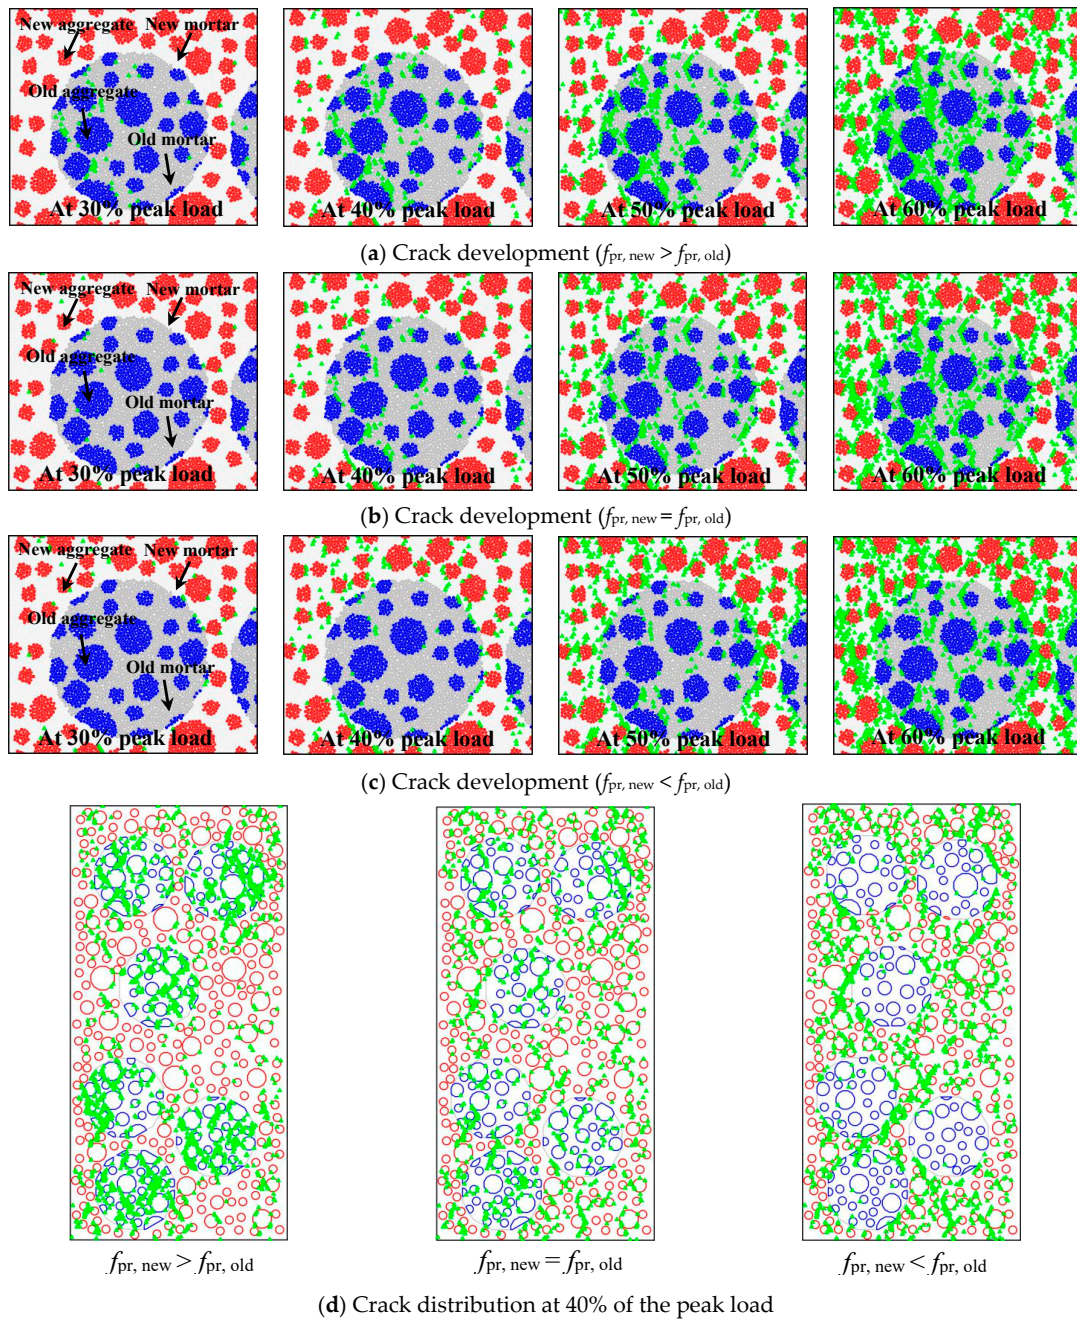 New aggregate New mortar
Old aggregate
Old mortar
At 30% peak load At 40% peak load At 50% peak load At 60% peak load
(a) Crack development (fpr, new > fpr, old)
New aggregate New mortar
Old aggregate
Old mortar
At 30% peak load At 40% peak load At 50% peak load At 60% peak load
(b) Crack development (fpr, new = fpr, old)
New aggregate New mortar
Old aggregate
Old mortar
At 30% peak load At 40% peak load At 50% peak load At 60% peak load
(c) Crack development (fpr, new < fpr, old)
fpr, new > fpr, old fpr, new = fpr, old fpr, new < fpr, old
(d) Crack distribution at 40% of the peak load